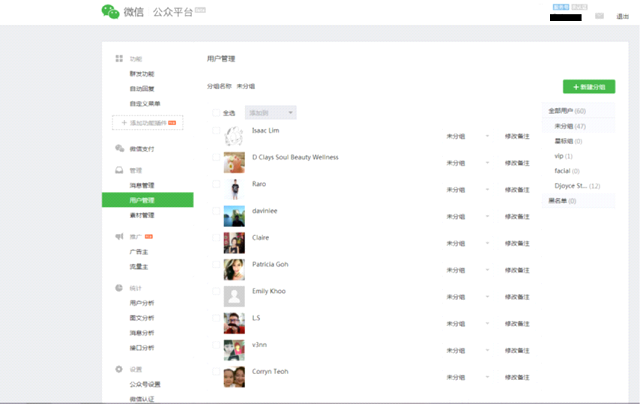 微信 | 公众平台
退出
功能
群发功能
自动回复
自定义菜单
+ 添加功能插件
微信支付
管理
消息管理
用户管理
素材管理
推广
广告主
流量主
统计
用户分析
图文分析
消息分析
接口分析
设置
公众号设置
微信认证
用户管理
分组名称 未分组
+ 新建分组
全选 添加到
Isaac Lim 未分组 修改备注
D Clays Soul Beauty Wellness 未分组 修改备注
Raro 未分组 修改备注
daviniee 未分组 修改备注
Claire 未分组 修改备注
Patricia Goh 未分组 修改备注
Emily Khoo 未分组 修改备注
L.S 未分组 修改备注
v3nn 未分组 修改备注
Corryn Teoh 未分组 修改备注
全部用户 (60)
未分组 (47)
星标组 (0)
vip (1)
facial (0)
Djoyce St... (12)
黑名单 (0)